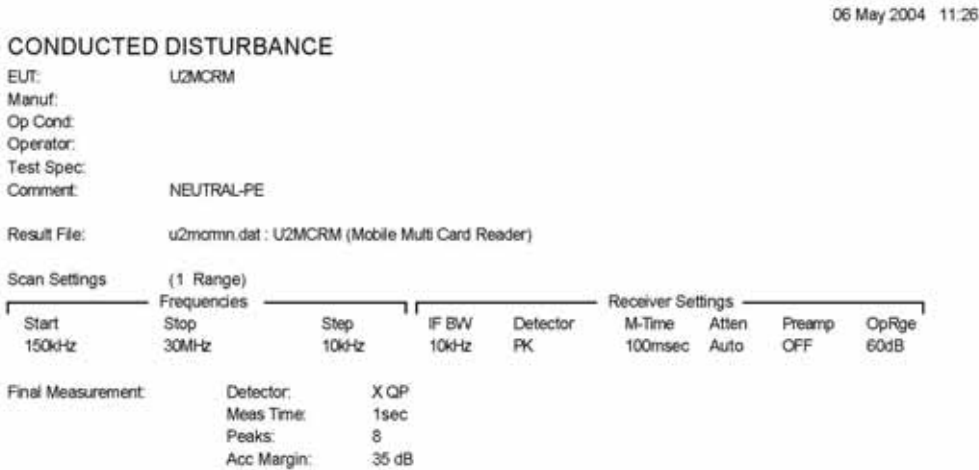 06 May 2004 11:26
CONDUCTED DISTURBANCE
EUT: U2MCRM
Manuf:
Op Cond:
Operator:
Test Spec:
Comment: NEUTRAL-PE
Result File: u2mcrmn.dat : U2MCRM (Mobile Multi Card Reader)
Scan Settings (1 Range)
Frequencies Receiver Settings
Start Stop Step IF BW Detector M-Time Atten Preamp OpRge
150kHz 30MHz 10kHz 10kHz PK 100msec Auto OFF 60dB
Final Measurement: Detector: X QP
Meas Time: 1sec
Peaks: 8
Acc Margin: 35 dB